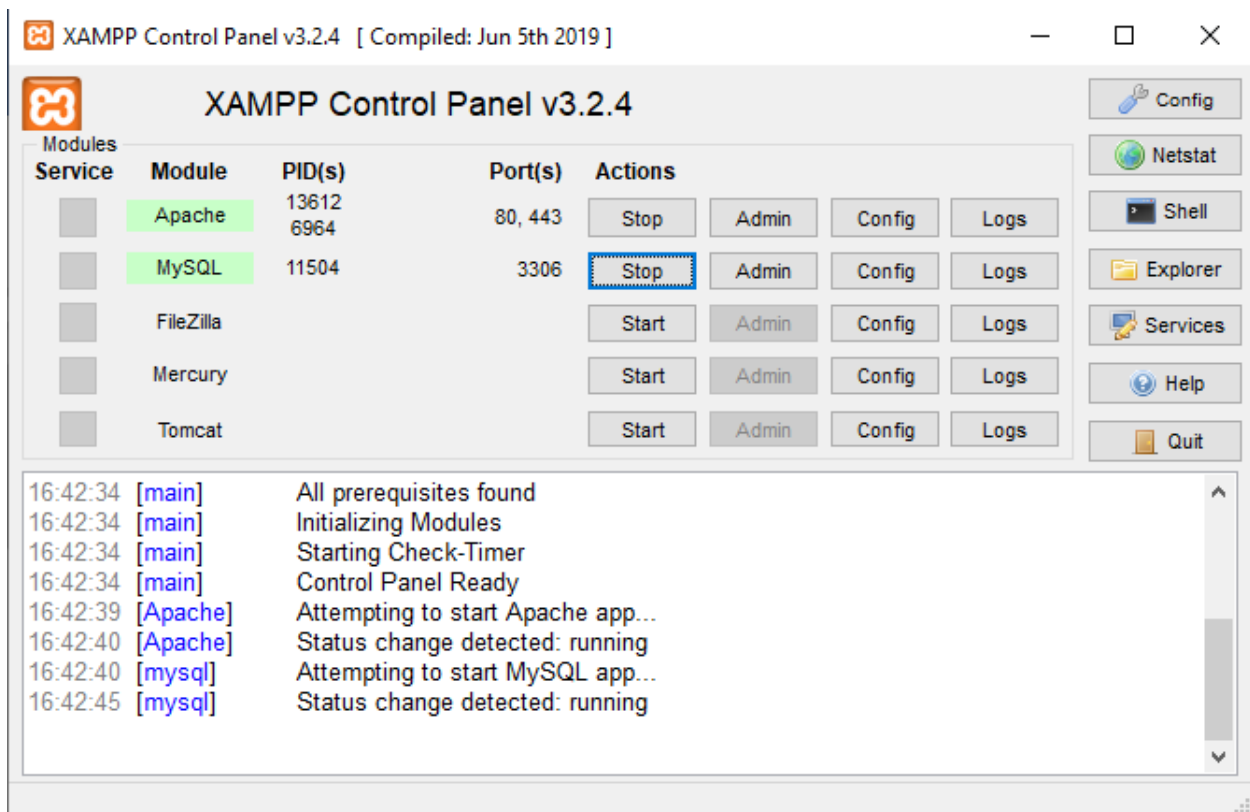 XAMPP Control Panel v3.2.4 [ Compiled: Jun 5th 2019 ]
XAMPP Control Panel v3.2.4
Config
Modules
Netstat
Service Module PID(s) Port(s) Actions
Apache 13612 6964 80, 443 Stop Admin Config Logs
Shell
MySQL 11504 3306 Stop Admin Config Logs
Explorer
FileZilla Start Admin Config Logs
Services
Mercury Start Admin Config Logs
Help
Tomcat Start Admin Config Logs
Quit
16:42:34 [main] All prerequisites found
16:42:34 [main] Initializing Modules
16:42:34 [main] Starting Check-Timer
16:42:34 [main] Control Panel Ready
16:42:39 [Apache] Attempting to start Apache app...
16:42:40 [Apache] Status change detected: running
16:42:40 [mysql] Attempting to start MySQL app...
16:42:45 [mysql] Status change detected: running